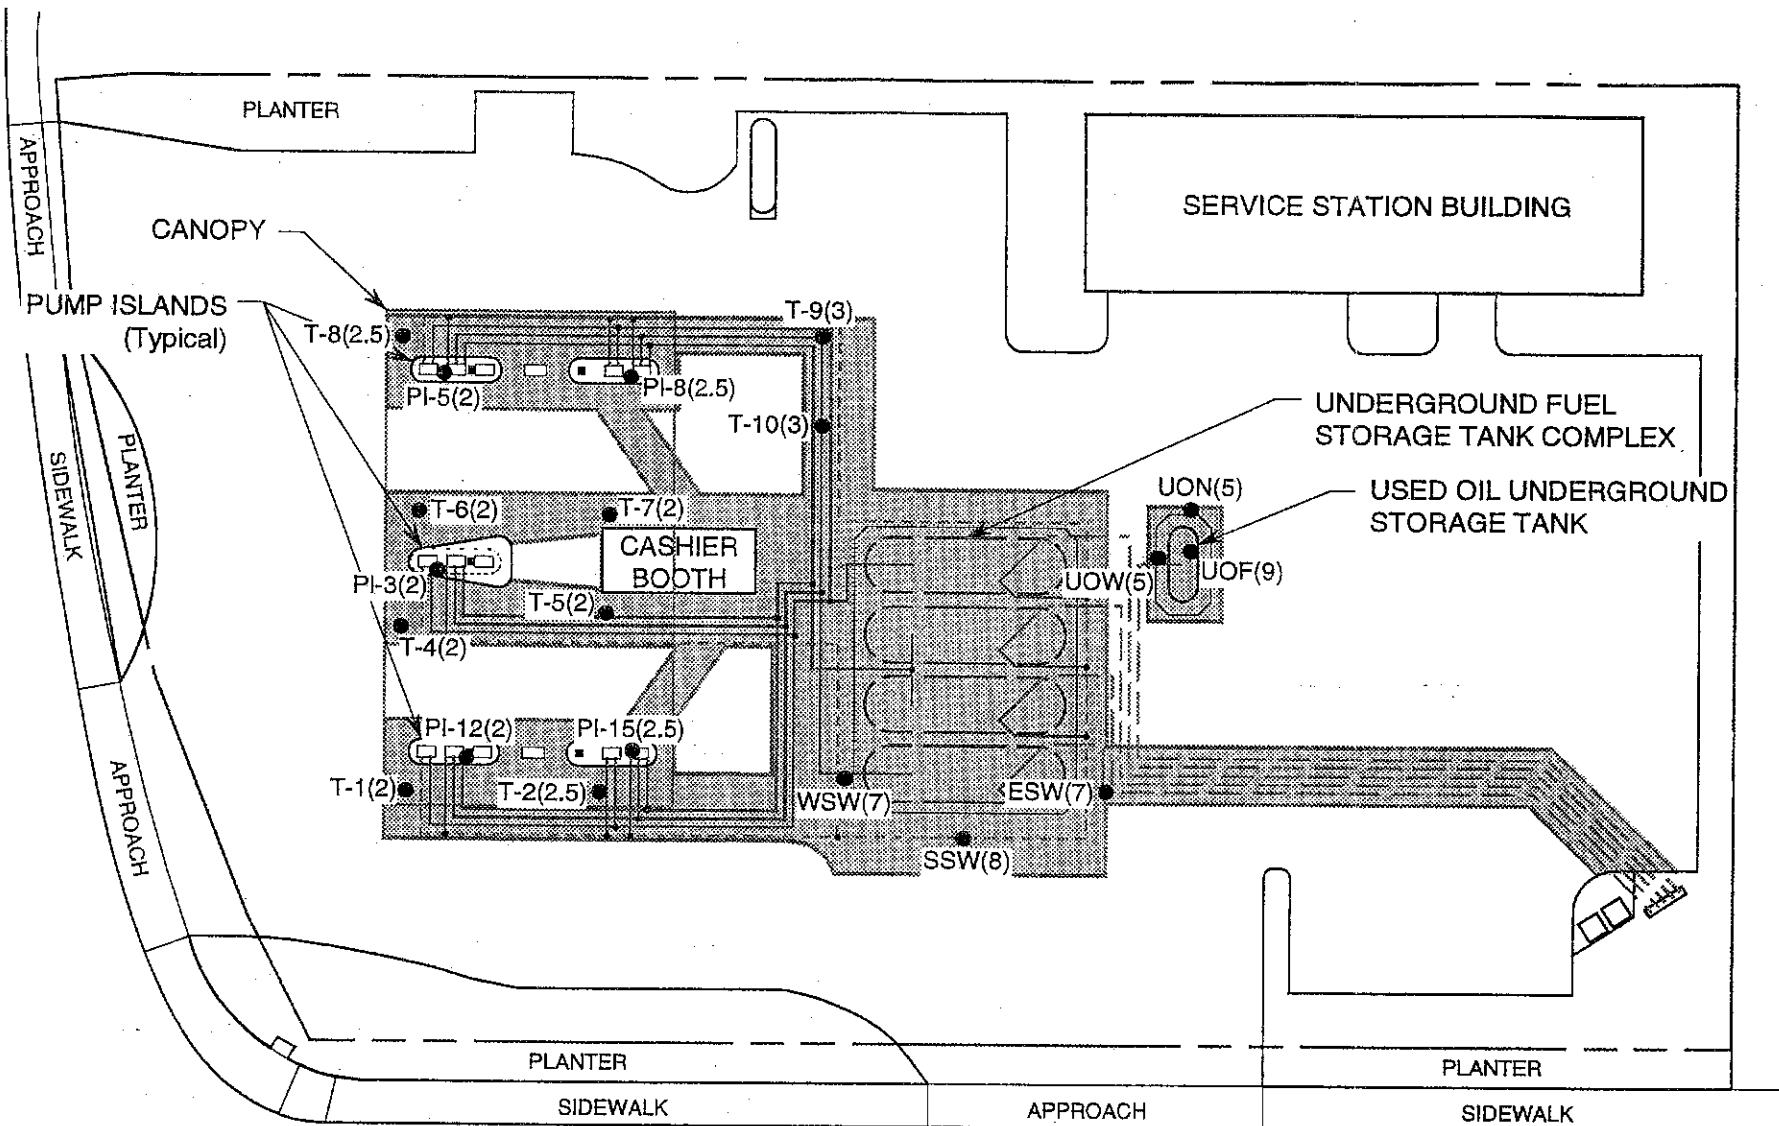 PLANTER
APPROACH
SERVICE STATION BUILDING
CANOPY
PUMP ISLANDS
(Typical)
T-8(2.5)
T-9(3)
PI-5(2)
PI-8(2.5)
T-10(3)
UNDERGROUND FUEL
STORAGE TANK COMPLEX
PLANTER
SIDEWALK
UON(5)
USED OIL UNDERGROUND
STORAGE TANK
T-6(2)
T-7(2)
CASHIER
BOOTH
PI-3(2)
UOW(5)
UOF(9)
T-5(2)
T-4(2)
PI-12(2)
PI-15(2.5)
T-1(2)
T-2(2.5)
WSW(7)
ESW(7)
APPROACH
SSW(8)
PLANTER
PLANTER
SIDEWALK
APPROACH
SIDEWALK